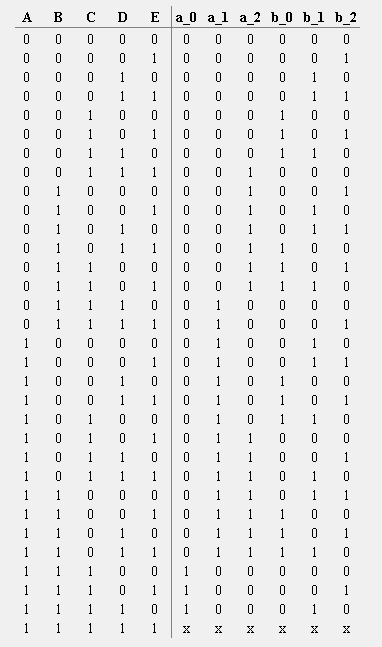 A B C D E a_0 a_1 a_2 b_0 b_1 b_2
0 0 0 0 0 0 0 0 0 0 0
0 0 0 0 1 0 0 0 0 0 1
0 0 0 1 0 0 0 0 0 1 0
0 0 0 1 1 0 0 0 0 1 1
0 0 1 0 0 0 0 0 1 0 0
0 0 1 0 1 0 0 0 1 0 1
0 0 1 1 0 0 0 0 1 1 0
0 0 1 1 1 0 0 1 0 0 0
0 1 0 0 0 0 0 1 0 0 1
0 1 0 0 1 0 0 1 0 1 0
0 1 0 1 0 0 0 1 0 1 1
0 1 0 1 1 0 0 1 1 0 0
0 1 1 0 0 0 0 1 1 0 1
0 1 1 0 1 0 0 1 1 1 0
0 1 1 1 0 0 1 0 0 0 0
0 1 1 1 1 0 1 0 0 0 1
1 0 0 0 0 0 1 0 0 1 0
1 0 0 0 1 0 1 0 0 1 1
1 0 0 1 0 0 1 0 1 0 0
1 0 0 1 1 0 1 0 1 0 1
1 0 1 0 0 0 1 0 1 1 0
1 0 1 0 1 0 1 1 0 0 0
1 0 1 1 0 0 1 1 0 0 1
1 0 1 1 1 0 1 1 0 1 0
1 1 0 0 0 0 1 1 0 1 1
1 1 0 0 1 0 1 1 1 0 0
1 1 0 1 0 0 1 1 1 0 1
1 1 0 1 1 0 1 1 1 1 0
1 1 1 0 0 1 0 0 0 0 0
1 1 1 0 1 1 0 0 0 0 1
1 1 1 1 0 1 0 0 0 1 0
1 1 1 1 1 x x x x x x